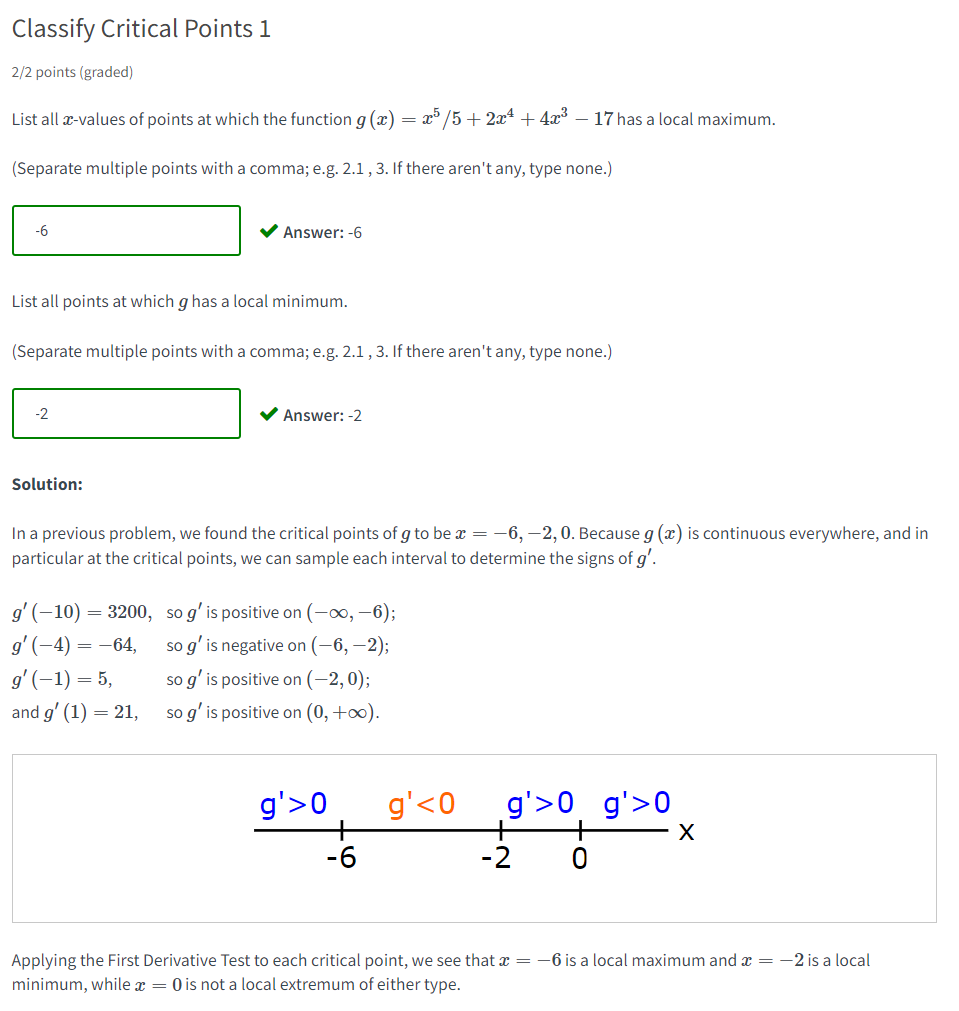 Classify Critical Points 1
2/2 points (graded)
List all x-values of points at which the function g (x) = x⁵/5 + 2x⁴ + 4x³ − 17 has a local maximum.
(Separate multiple points with a comma; e.g. 2.1 , 3. If there aren't any, type none.)
-6
✔ Answer: -6
List all points at which g has a local minimum.
(Separate multiple points with a comma; e.g. 2.1 , 3. If there aren't any, type none.)
-2
✔ Answer: -2
Solution:
In a previous problem, we found the critical points of g to be x = −6, −2, 0. Because g (x) is continuous everywhere, and in
particular at the critical points, we can sample each interval to determine the signs of g′.
g′ (−10) = 3200, so g′ is positive on (−∞, −6);
g′ (−4) = −64, so g′ is negative on (−6, −2);
g′ (−1) = 5, so g′ is positive on (−2, 0);
and g′ (1) = 21, so g′ is positive on (0, +∞).
g'>0 g'<0 g'>0 g'>0
x
-6 -2 0
Applying the First Derivative Test to each critical point, we see that x = −6 is a local maximum and x = −2 is a local
minimum, while x = 0 is not a local extremum of either type.